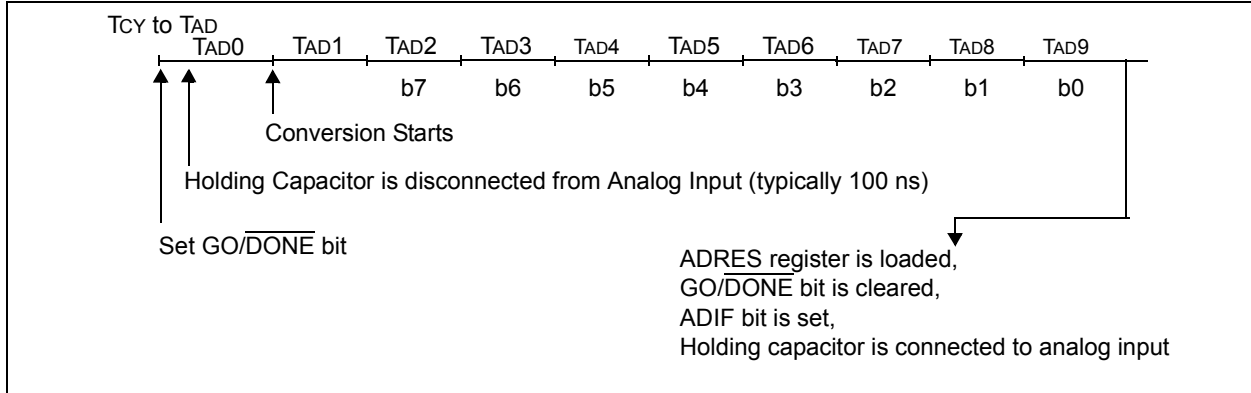 TCY to TAD
TAD0 TAD1 TAD2 TAD3 TAD4 TAD5 TAD6 TAD7 TAD8 TAD9
b7 b6 b5 b4 b3 b2 b1 b0
Conversion Starts
Holding Capacitor is disconnected from Analog Input (typically 100 ns)
Set GO/DONE bit
ADRES register is loaded,
GO/DONE bit is cleared,
ADIF bit is set,
Holding capacitor is connected to analog input